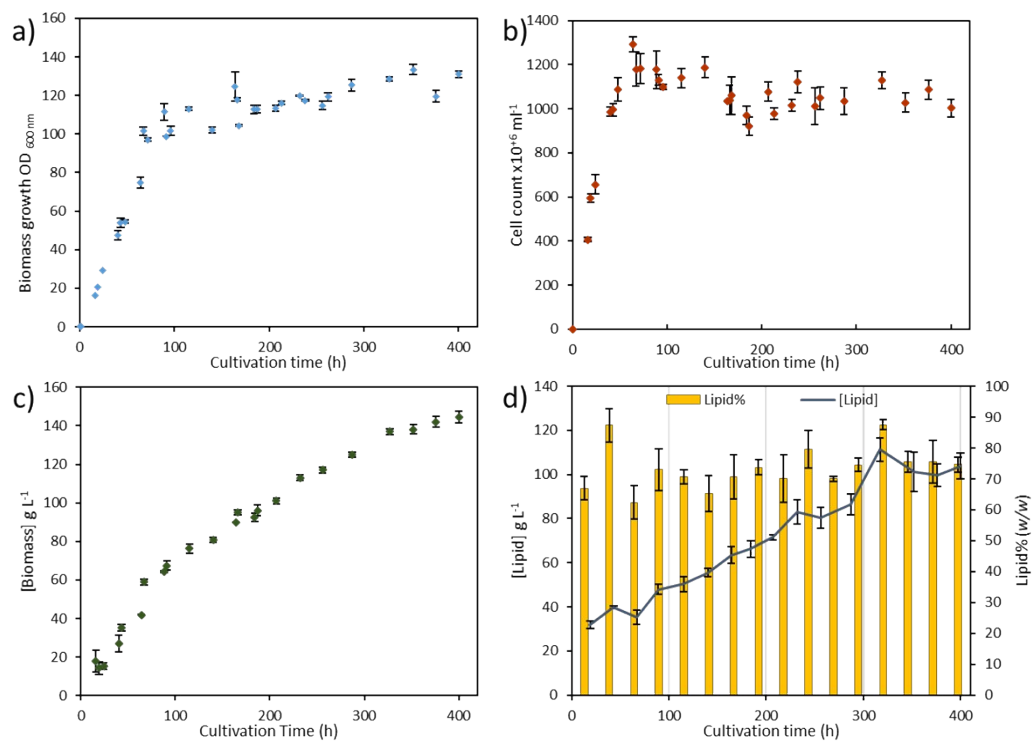 a)
Biomass growth OD 600 nm
160
140
120
100
80
60
40
20
0
0 100 200 300 400
Cultivation time (h)
b)
Cell count x10⁺⁶ ml⁻¹
1400
1200
1000
800
600
400
200
0
0 100 200 300 400
Cultivation time (h)
c)
[Biomass] g L⁻¹
160
140
120
100
80
60
40
20
0
0 100 200 300 400
Cultivation Time (h)
d)
Lipid% [Lipid]
[Lipid] g L⁻¹
140
120
100
80
60
40
20
0
100
90
80
70
60
50
40
30
20
10
0
Lipid% (w/w)
0 100 200 300 400
Cultivation time (h)